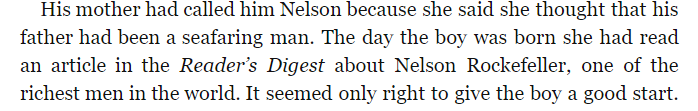 His mother had called him Nelson because she said she thought that his
father had been a seafaring man. The day the boy was born she had read
an article in the Reader’s Digest about Nelson Rockefeller, one of the
richest men in the world. It seemed only right to give the boy a good start.